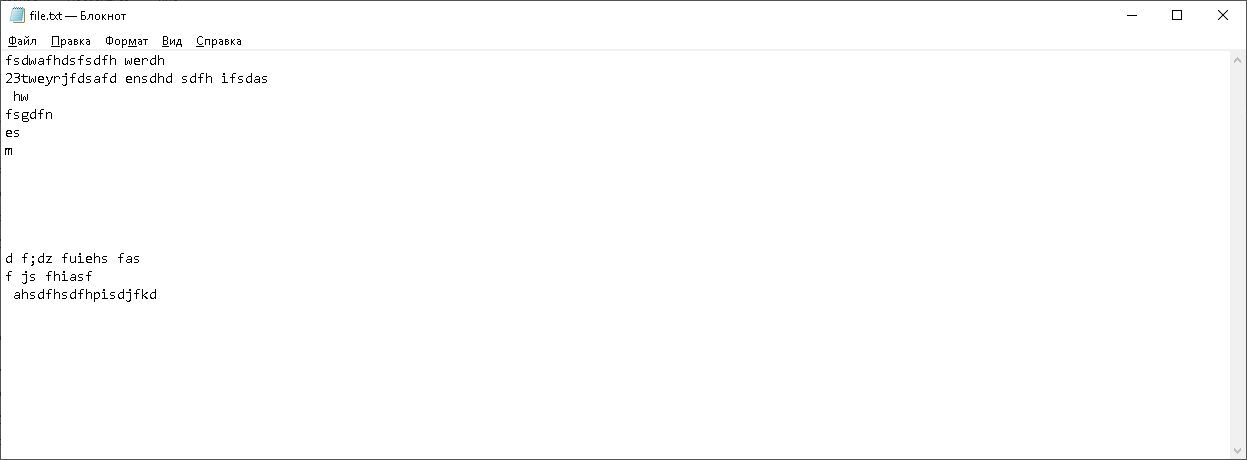 file.txt — Блокнот
Файл Правка Формат Вид Справка
fsdwafhdsfsdfh werdh
23tweyrjfdsafd ensdhd sdfh ifsdas
 hw
fsgdfn
es
m
d f;dz fuiehs fas
f js fhiasf
 ahsdfhsdfhpisdjfkd